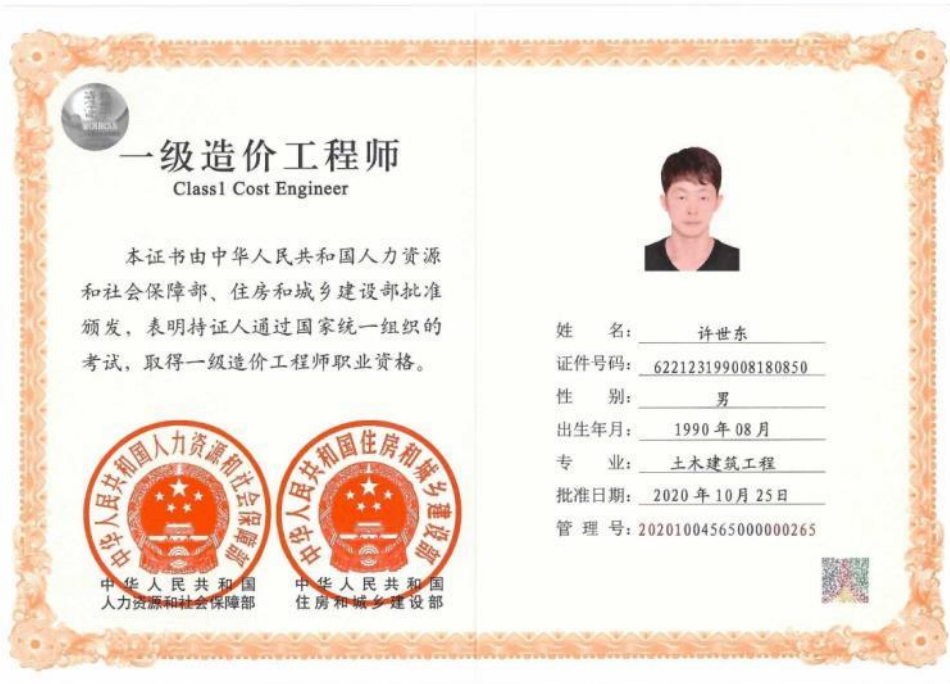 一级造价工程师
Class1 Cost Engineer
本证书由中华人民共和国人力资源
和社会保障部、住房和城乡建设部批准
颁发，表明持证人通过国家统一组织的
考试，取得一级造价工程师职业资格。
中华人民共和国人力资源和社会保障部
中华人民共和国住房和城乡建设部
中华人民共和国
人力资源和社会保障部
中华人民共和国
住房和城乡建设部
姓 名： 许世东
证件号码： 622123199008180850
性 别： 男
出生年月： 1990年08月
专 业： 土木建筑工程
批准日期： 2020年10月25日
管 理 号： 20201004565000000265